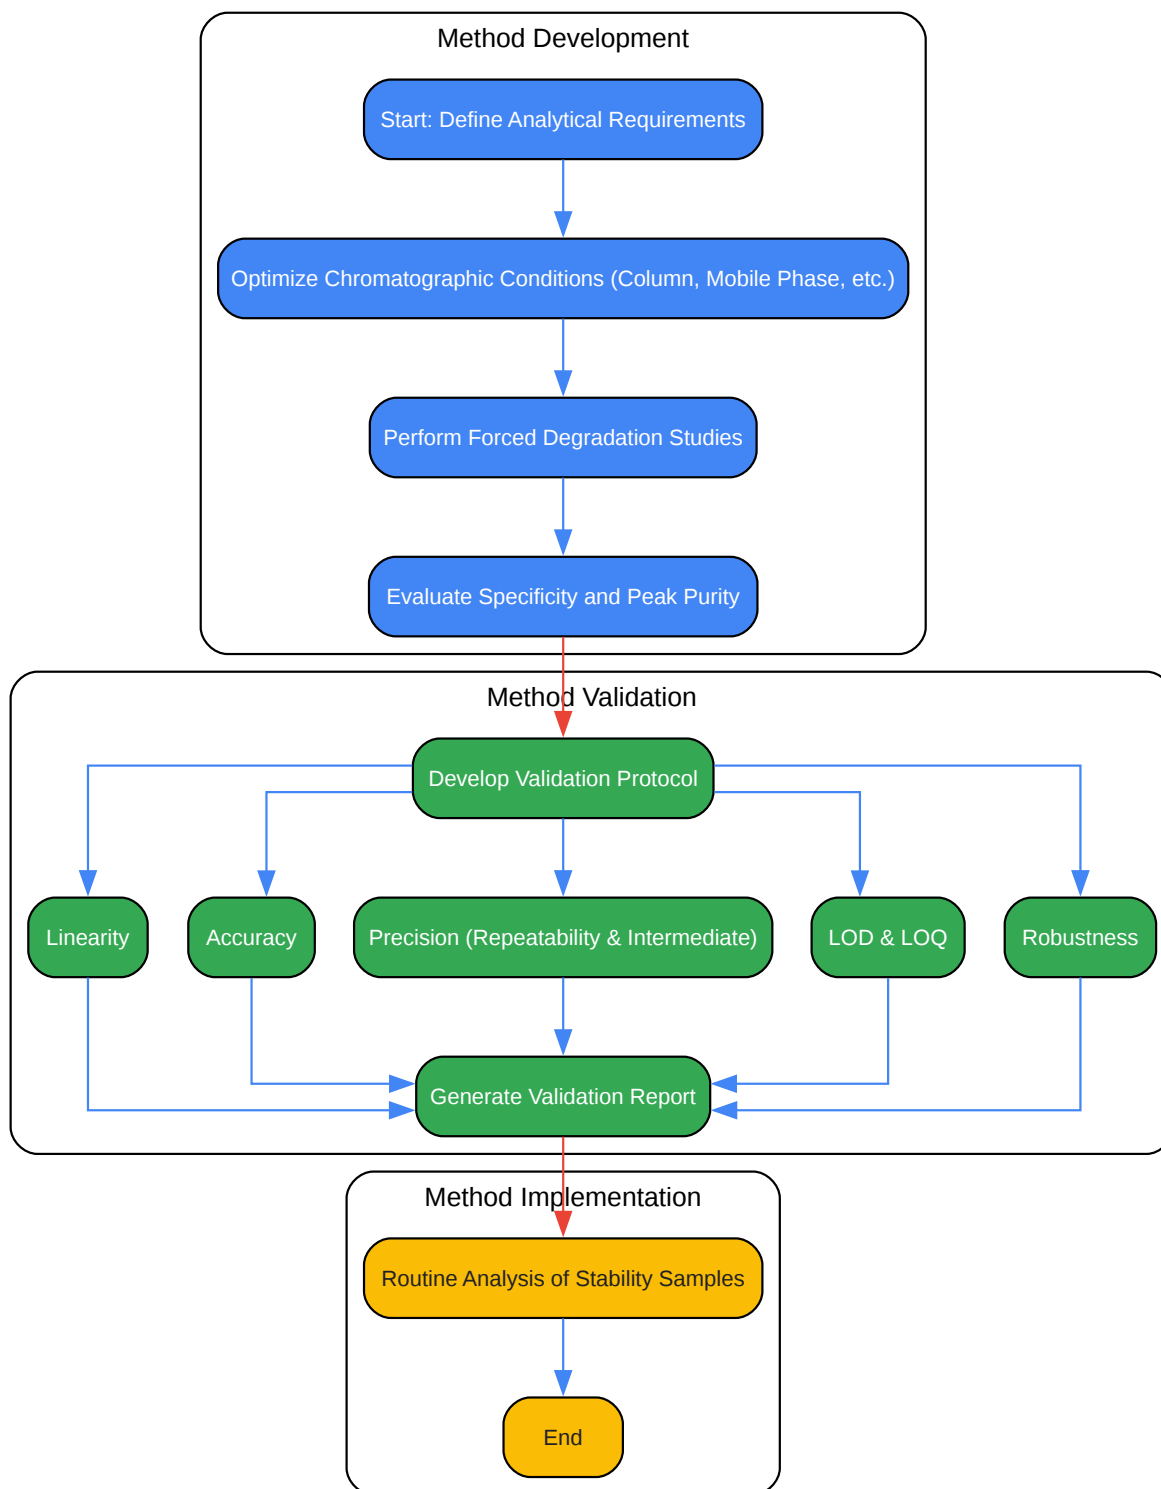 Method Development
Start: Define Analytical Requirements
Optimize Chromatographic Conditions (Column, Mobile Phase, etc.)
Perform Forced Degradation Studies
Evaluate Specificity and Peak Purity
Method Validation
Develop Validation Protocol
Linearity
Accuracy
Precision (Repeatability & Intermediate)
LOD & LOQ
Robustness
Generate Validation Report
Method Implementation
Routine Analysis of Stability Samples
End